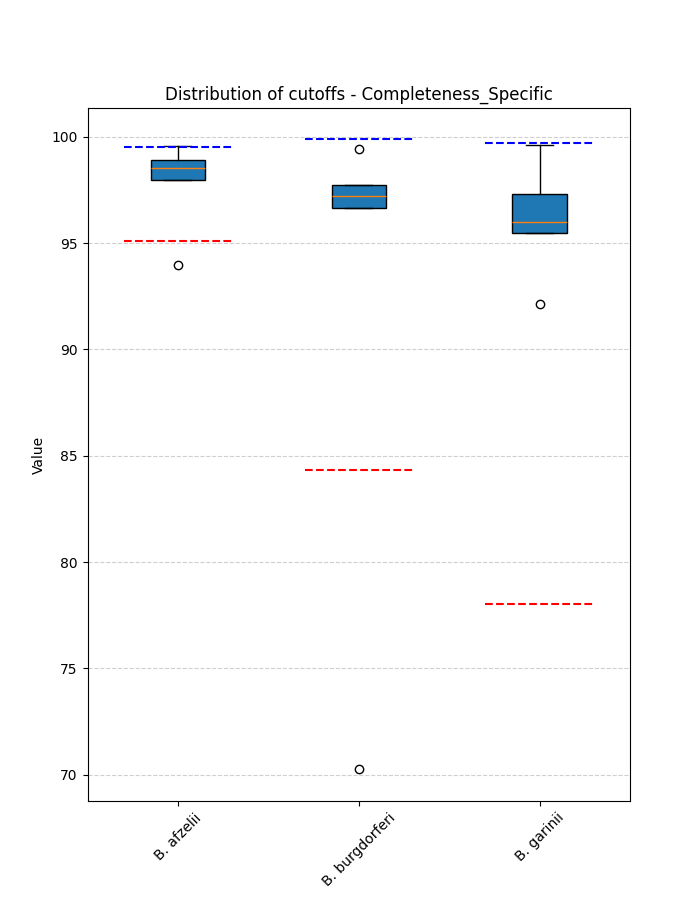 Distribution of cutoffs - Completeness_Specific
Value
100
95
90
85
80
75
70
B. afzelii
B. burgdorferi
B. garinii